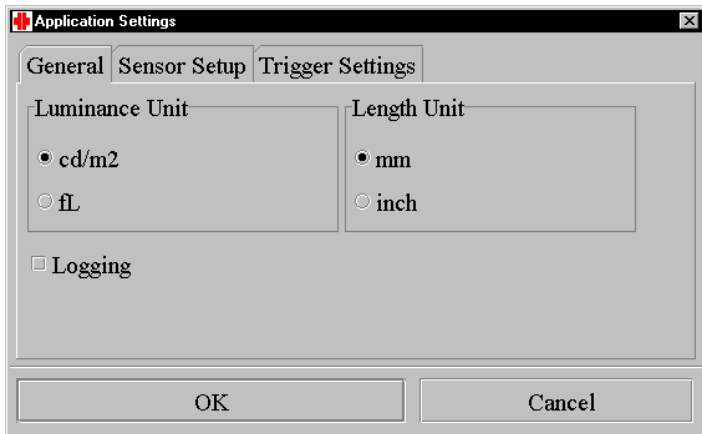 Application Settings
General Sensor Setup Trigger Settings
Luminance Unit Length Unit
cd/m2 mm
fL inch
Logging
OK Cancel